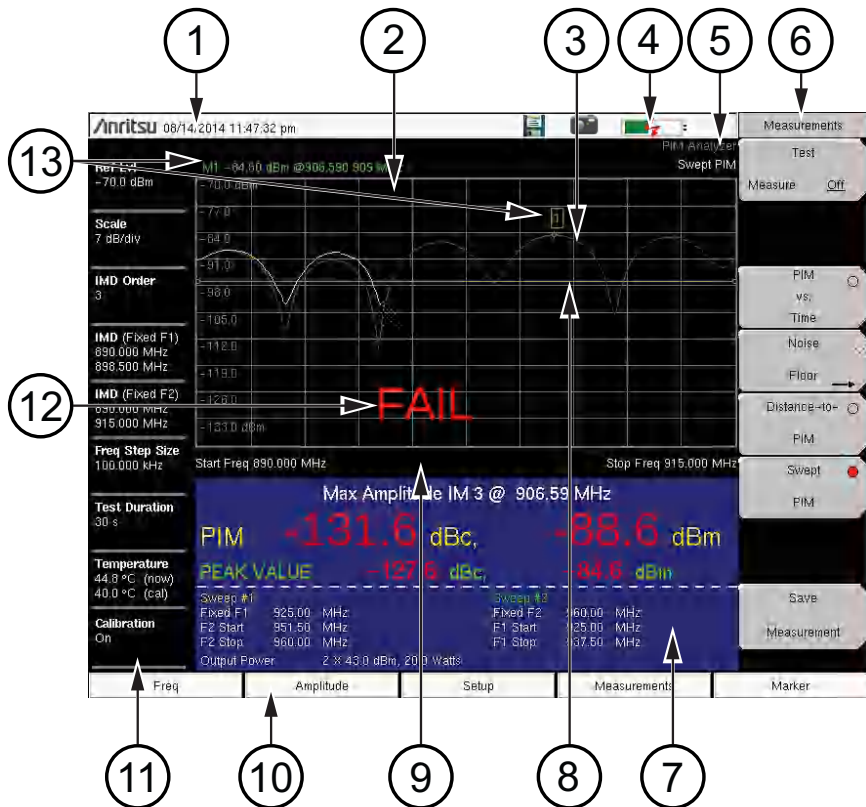 1 2 3 4 5 6
Anritsu 08/14/2014 11:47:32 pm
Measurements
13
PIM Analyzer
M1 -84.60 dBm @906.590 905 M
Swept PIM
Ref Lvl
-70.0 dBm
Scale
7 dB/div
IMD Order
3
IMD (Fixed F1)
890.000 MHz
898.500 MHz
IMD (Fixed F2)
890.000 MHz
915.000 MHz
Freq Step Size
100.000 kHz
Test Duration
30 s
Temperature
44.8 °C (now)
40.0 °C (cal)
Calibration
On
-70.0 dBm
-77.0
-84.0
-91.0
-98.0
-105.0
-112.0
-119.0
-126.0
-133.0 dBm
1
12
FAIL
Start Freq 890.000 MHz
Stop Freq 915.000 MHz
Max Amplitude IM 3 @ 906.59 MHz
PIM -131.6 dBc, -88.6 dBm
PEAK VALUE -127.6 dBc, -84.6 dBm
Sweep #1
Fixed F1 925.00 MHz
F2 Start 951.50 MHz
F2 Stop 960.00 MHz
Sweep #2
Fixed F2 960.00 MHz
F1 Start 925.00 MHz
F1 Stop 937.50 MHz
Output Power 2 X 43.0 dBm, 20.0 Watts
Test
Measure Off
PIM
vs.
Time
Noise
Floor
Distance-to-
PIM
Swept
PIM
Save
Measurement
Freq Amplitude Setup Measurements Marker
11 10 9 8 7